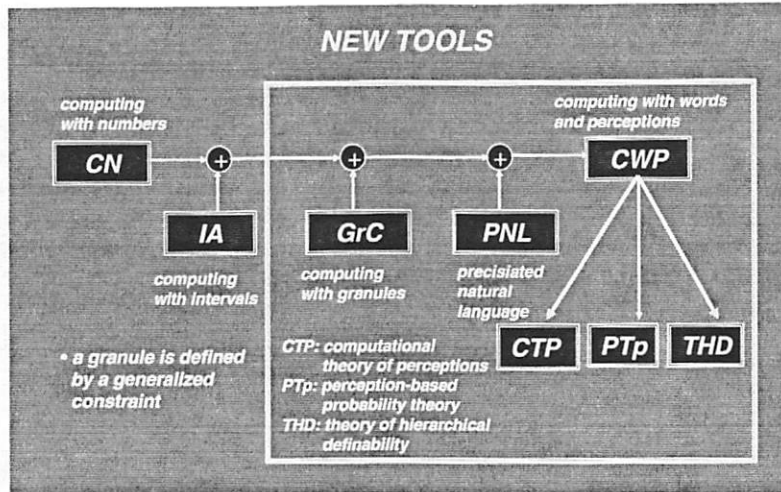 NEW TOOLS
computing
with numbers
computing with words
and perceptions
CN
+
+
+
CWP
IA
GrC
PNL
computing
with intervals
computing
with granules
precisiated
natural
language
CTP
PTp
THD
• a granule is defined
by a generalized
constraint
CTP: computational
theory of perceptions
PTp: perception-based
probability theory
THD: theory of hierarchical
definability